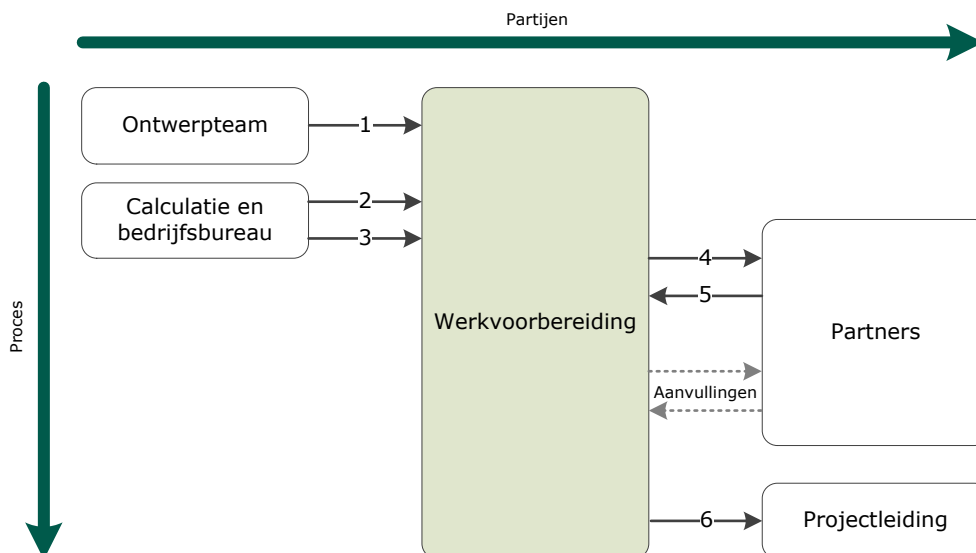 Partijen
Proces
Ontwerpteam
1
Calculatie en
bedrijfsbureau
2
3
Werkvoorbereiding
4
5
Partners
Aanvullingen
6
Projectleiding